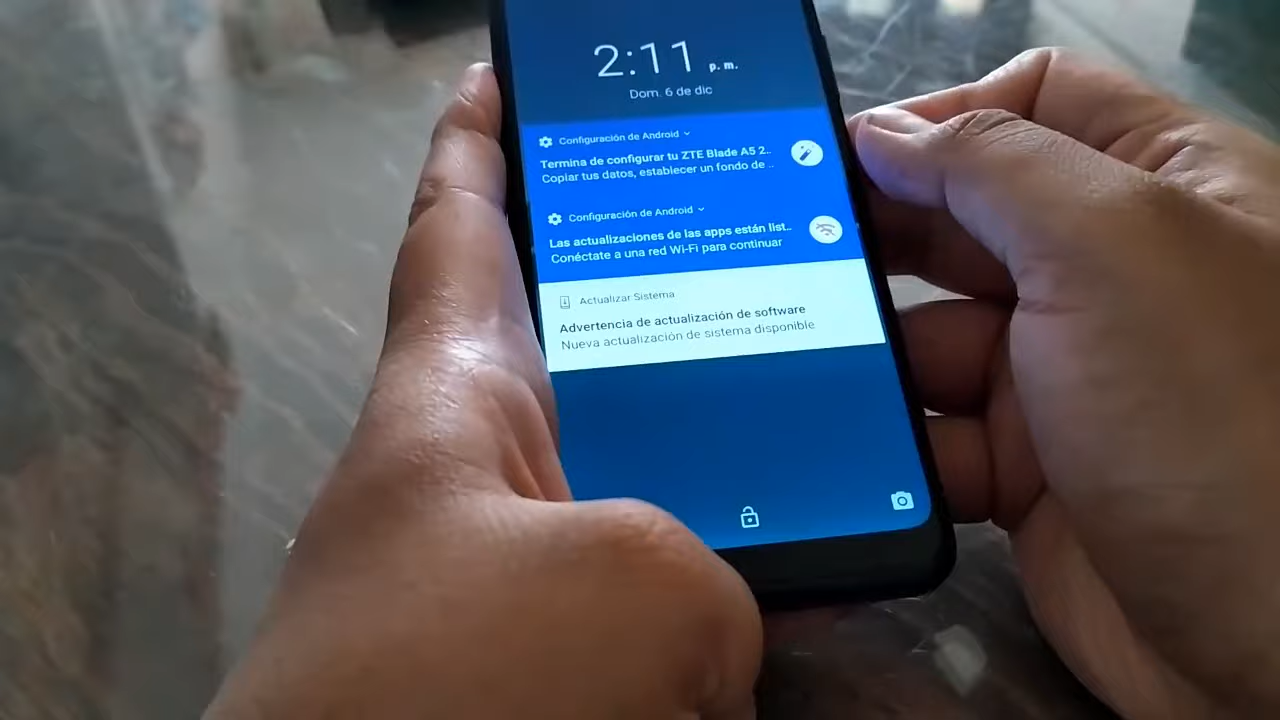 2:11 p. m.
Dom. 6 de dic
Configuración de Android
Termina de configurar tu ZTE Blade A5 2..
Copiar tus datos, establecer un fondo de ..
Configuración de Android
Las actualizaciones de las apps están list..
Conéctate a una red Wi-Fi para continuar
Actualizar Sistema
Advertencia de actualización de software
Nueva actualización de sistema disponible